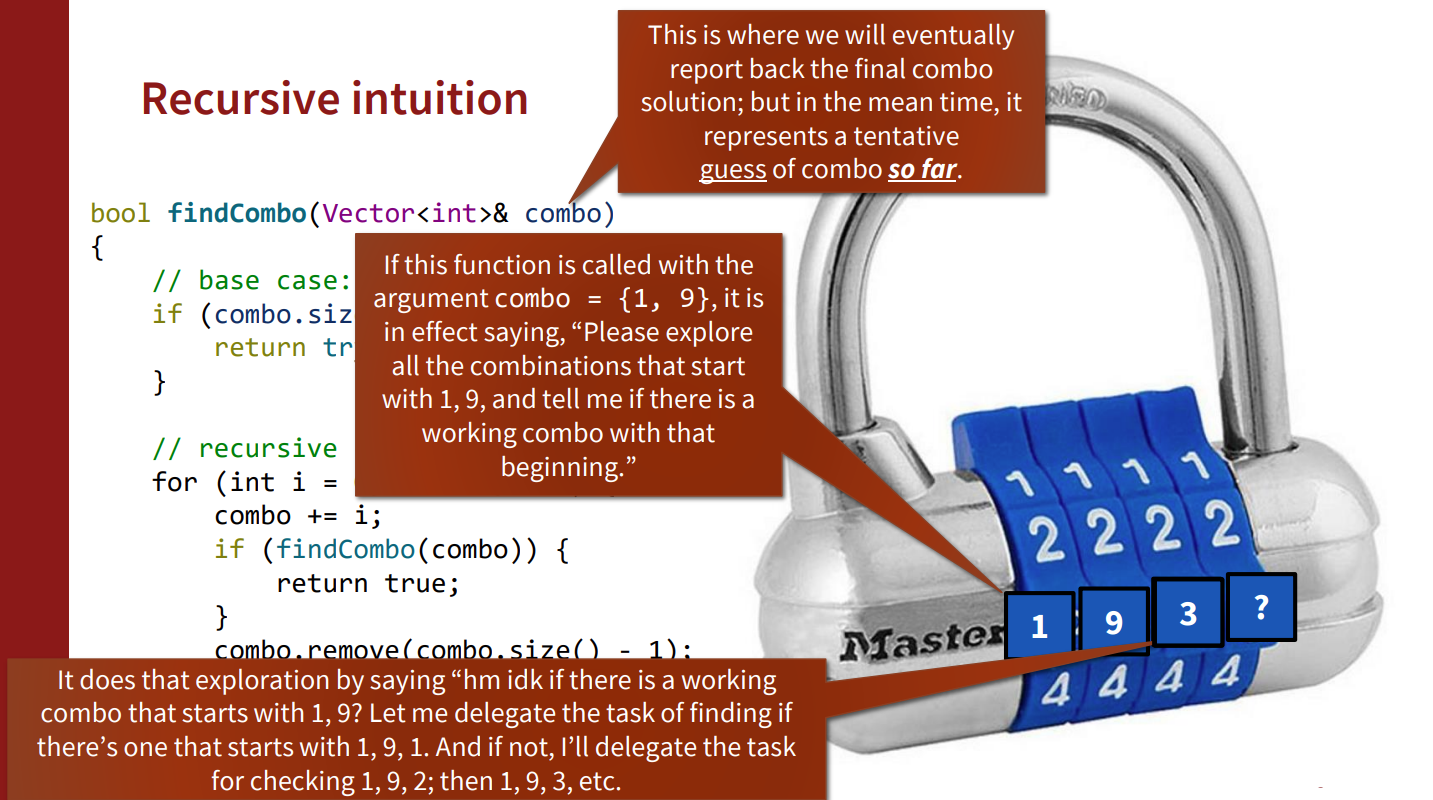 Recursive intuition
This is where we will eventually
report back the final combo
solution; but in the mean time, it
represents a tentative
guess of combo so far.
bool findCombo(Vector<int>& combo)
{
// base case:
if (combo.siz
return tr
}
// recursive
for (int i =
combo += i;
if (findCombo(combo)) {
return true;
}
combo.remove(combo.size() - 1);
If this function is called with the
argument combo = {1, 9}, it is
in effect saying, “Please explore
all the combinations that start
with 1, 9, and tell me if there is a
working combo with that
beginning.”
It does that exploration by saying “hm idk if there is a working
combo that starts with 1, 9? Let me delegate the task of finding if
there’s one that starts with 1, 9, 1. And if not, I’ll delegate the task
for checking 1, 9, 2; then 1, 9, 3, etc.
1 1 1 1
2 2 2 2
1 9 3 ?
Master
4 4 4 4